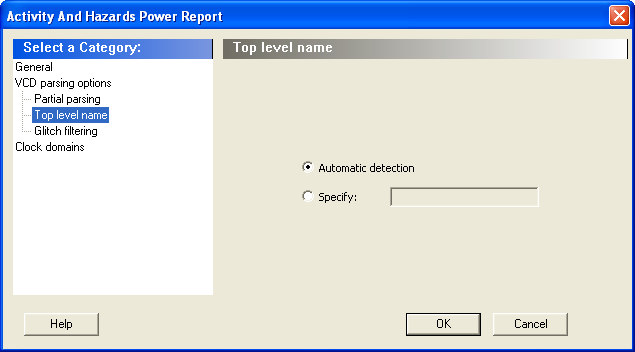 Activity And Hazards Power Report
Select a Category:
General
VCD parsing options
Partial parsing
Top level name
Glitch filtering
Clock domains
Top level name
Automatic detection
Specify:
Help
OK
Cancel